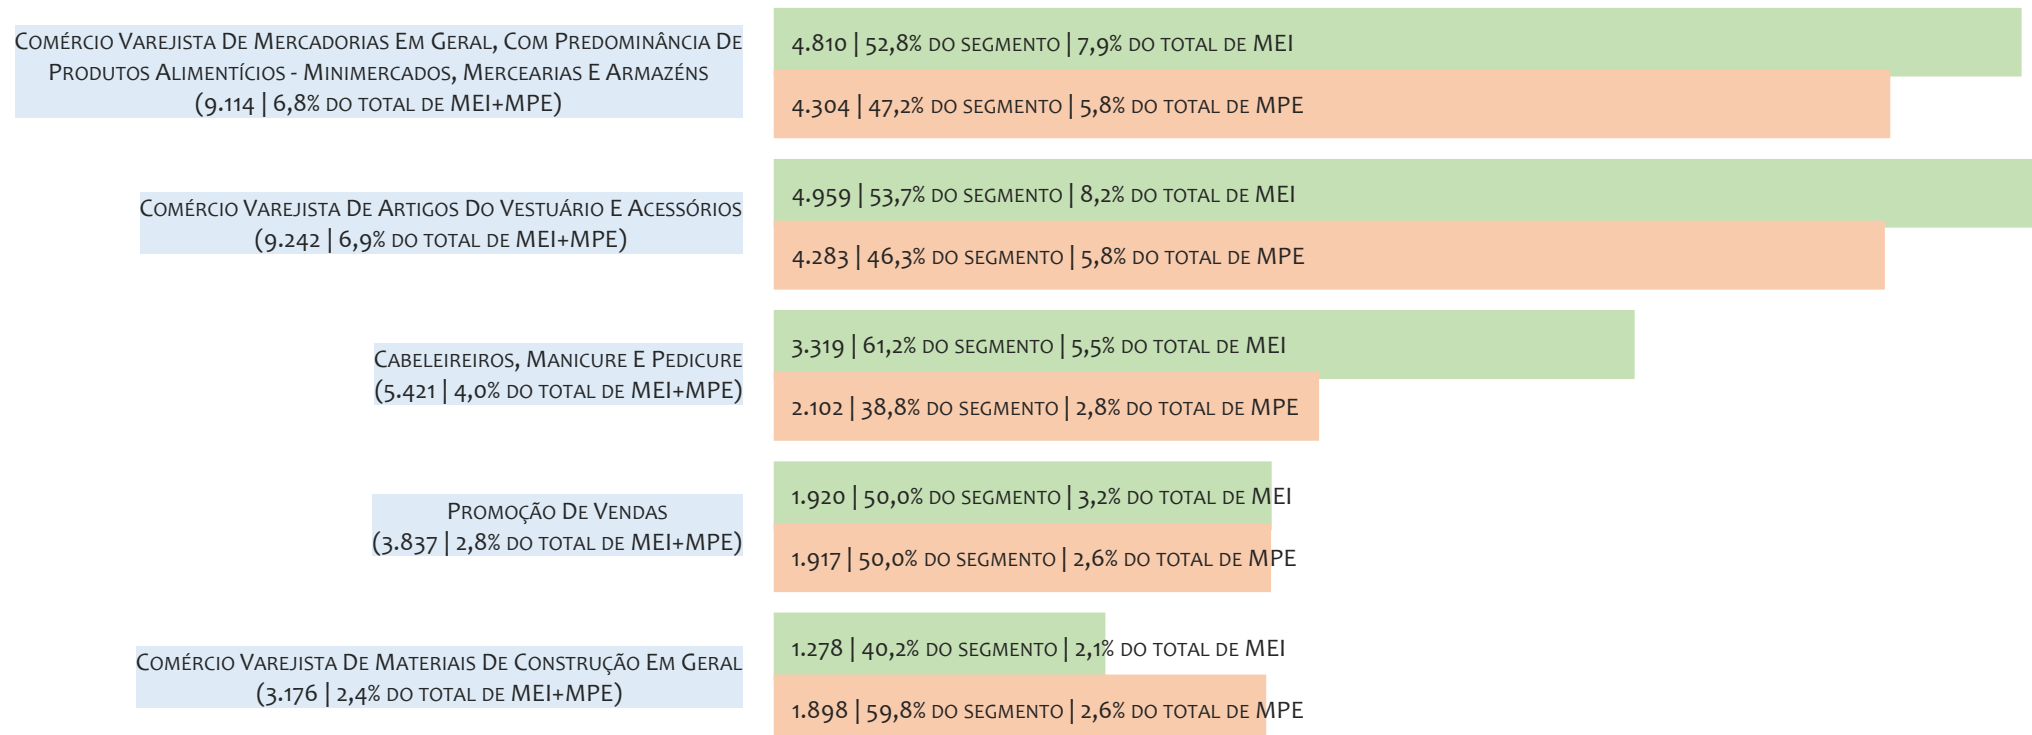 Comércio Varejista De Mercadorias Em Geral, Com Predominância De
Produtos Alimentícios - Minimercados, Mercearias E Armazéns
(9.114 | 6,8% do total de MEI+MPE)
4.810 | 52,8% do segmento | 7,9% do total de MEI
4.304 | 47,2% do segmento | 5,8% do total de MPE
Comércio Varejista De Artigos Do Vestuário E Acessórios
(9.242 | 6,9% do total de MEI+MPE)
4.959 | 53,7% do segmento | 8,2% do total de MEI
4.283 | 46,3% do segmento | 5,8% do total de MPE
Cabeleireiros, Manicure E Pedicure
(5.421 | 4,0% do total de MEI+MPE)
3.319 | 61,2% do segmento | 5,5% do total de MEI
2.102 | 38,8% do segmento | 2,8% do total de MPE
Promoção De Vendas
(3.837 | 2,8% do total de MEI+MPE)
1.920 | 50,0% do segmento | 3,2% do total de MEI
1.917 | 50,0% do segmento | 2,6% do total de MPE
Comércio Varejista De Materiais De Construção Em Geral
(3.176 | 2,4% do total de MEI+MPE)
1.278 | 40,2% do segmento | 2,1% do total de MEI
1.898 | 59,8% do segmento | 2,6% do total de MPE